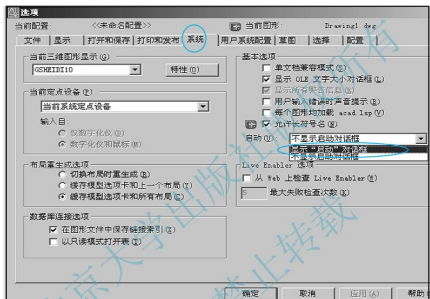 选项
当前配置: <<未命名配置>> 当前图形: Drawing1.dwg
文件 显示 打开和保存 打印和发布 系统 用户系统配置 草图 选择 配置
当前三维图形显示(G)
GSHEIDI10 特性(O)
当前定点设备(P)
当前系统定点设备
输入自:
仅数字化仪(D)
数字化仪和鼠标(M)
布局重生成选项
切换布局时重生成(R)
缓存模型选项卡和上一个布局(Y)
缓存模型选项卡和所有布局(C)
数据库连接选项
在图形文件中保存链接索引(X)
以只读模式打开表(T)
基本选项
单文档兼容模式(S)
显示 OLE 文字大小对话框(L)
显示所有警告信息
用户输入错误时声音提示(B)
每个图形均加载 acad.lsp(V)
允许长符号名(N)
启动(U): 不显示启动对话框
显示“启动”对话框
不显示启动对话框
Live Enabler 选项
从 Web 上检查 Live Enabler(W)
5 最大失败检查次数(K)
确定 取消 应用(A) 帮助